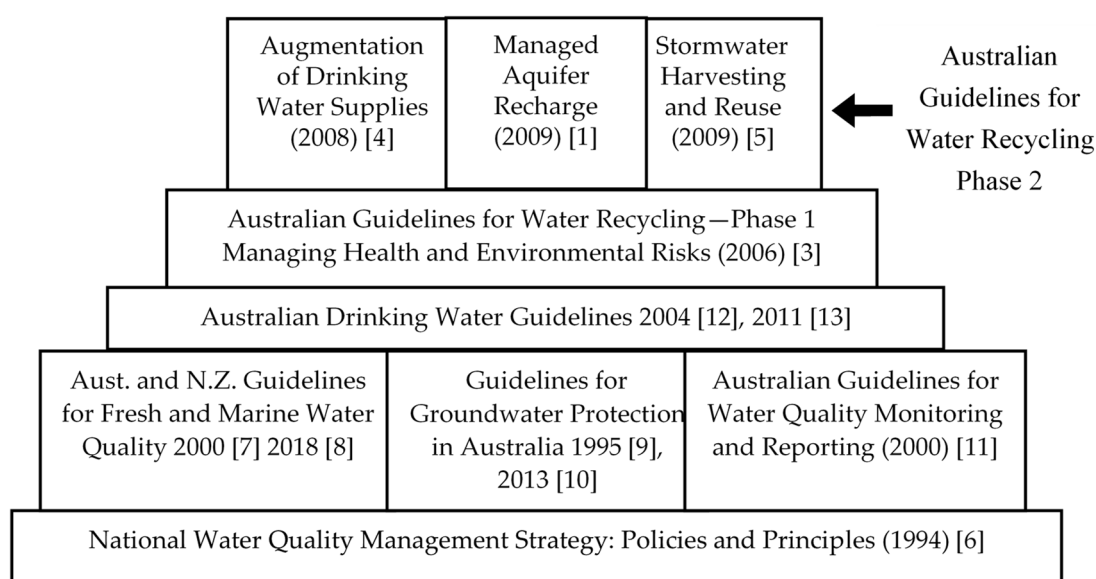 Augmentation
of Drinking
Water Supplies
(2008) [4]
Managed
Aquifer
Recharge
(2009) [1]
Stormwater
Harvesting
and Reuse
(2009) [5]
Australian
Guidelines for
Water Recycling
Phase 2
Australian Guidelines for Water Recycling—Phase 1
Managing Health and Environmental Risks (2006) [3]
Australian Drinking Water Guidelines 2004 [12], 2011 [13]
Aust. and N.Z. Guidelines
for Fresh and Marine Water
Quality 2000 [7] 2018 [8]
Guidelines for
Groundwater Protection
in Australia 1995 [9],
2013 [10]
Australian Guidelines for
Water Quality Monitoring
and Reporting (2000) [11]
National Water Quality Management Strategy: Policies and Principles (1994) [6]